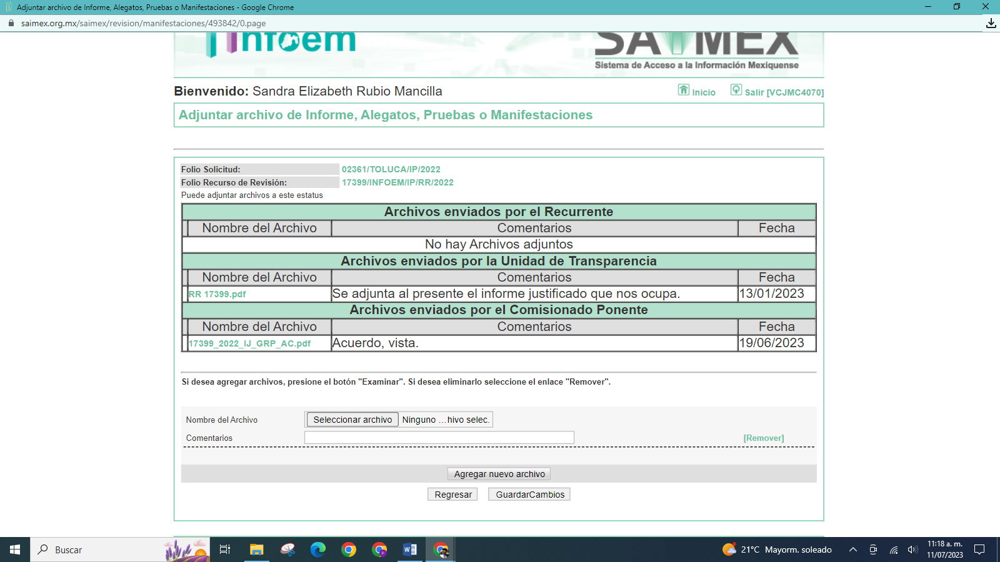 Adjuntar archivo de Informe, Alegatos, Pruebas o Manifestaciones - Google Chrome
saimex.org.mx/saimex/revision/manifestaciones/493842/0.page
infoem
SAIMEX
Sistema de Acceso a la Información Mexiquense
Bienvenido: Sandra Elizabeth Rubio Mancilla
Inicio Salir [VCJMC4070]
Adjuntar archivo de Informe, Alegatos, Pruebas o Manifestaciones
Folio Solicitud: 02361/TOLUCA/IP/2022
Folio Recurso de Revisión: 17399/INFOEM/IP/RR/2022
Puede adjuntar archivos a este estatus
Archivos enviados por el Recurrente
Nombre del Archivo Comentarios Fecha
No hay Archivos adjuntos
Archivos enviados por la Unidad de Transparencia
Nombre del Archivo Comentarios Fecha
RR 17399.pdf Se adjunta al presente el informe justificado que nos ocupa. 13/01/2023
Archivos enviados por el Comisionado Ponente
Nombre del Archivo Comentarios Fecha
17399_2022_IJ_GRP_AC.pdf Acuerdo, vista. 19/06/2023
Si desea agregar archivos, presione el botón "Examinar". Si desea eliminarlo seleccione el enlace "Remover".
Nombre del Archivo Seleccionar archivo Ninguno ...hivo selec.
Comentarios [Remover]
Agregar nuevo archivo
Regresar GuardarCambios
Buscar
21°C Mayorm. soleado
11:18 a. m.
11/07/2023